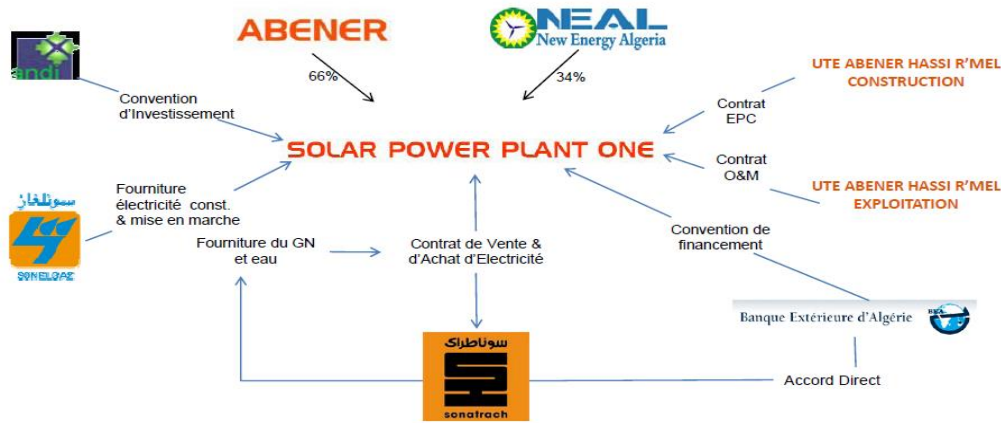 ABENER
NEAL
New Energy Algeria
andi
66%
34%
UTE ABENER HASSI R'MEL
CONSTRUCTION
Convention
d'Investissement
Contrat
EPC
SOLAR POWER PLANT ONE
Contrat
O&M
Fourniture
électricité const.
& mise en marche
سونلغاز
SONELGAZ
UTE ABENER HASSI R'MEL
EXPLOITATION
Fourniture du GN
et eau
Contrat de Vente &
d'Achat d'Electricité
Convention de
financement
Banque Extérieure d'Algérie
BEA
سوناطراك
sonatrach
Accord Direct